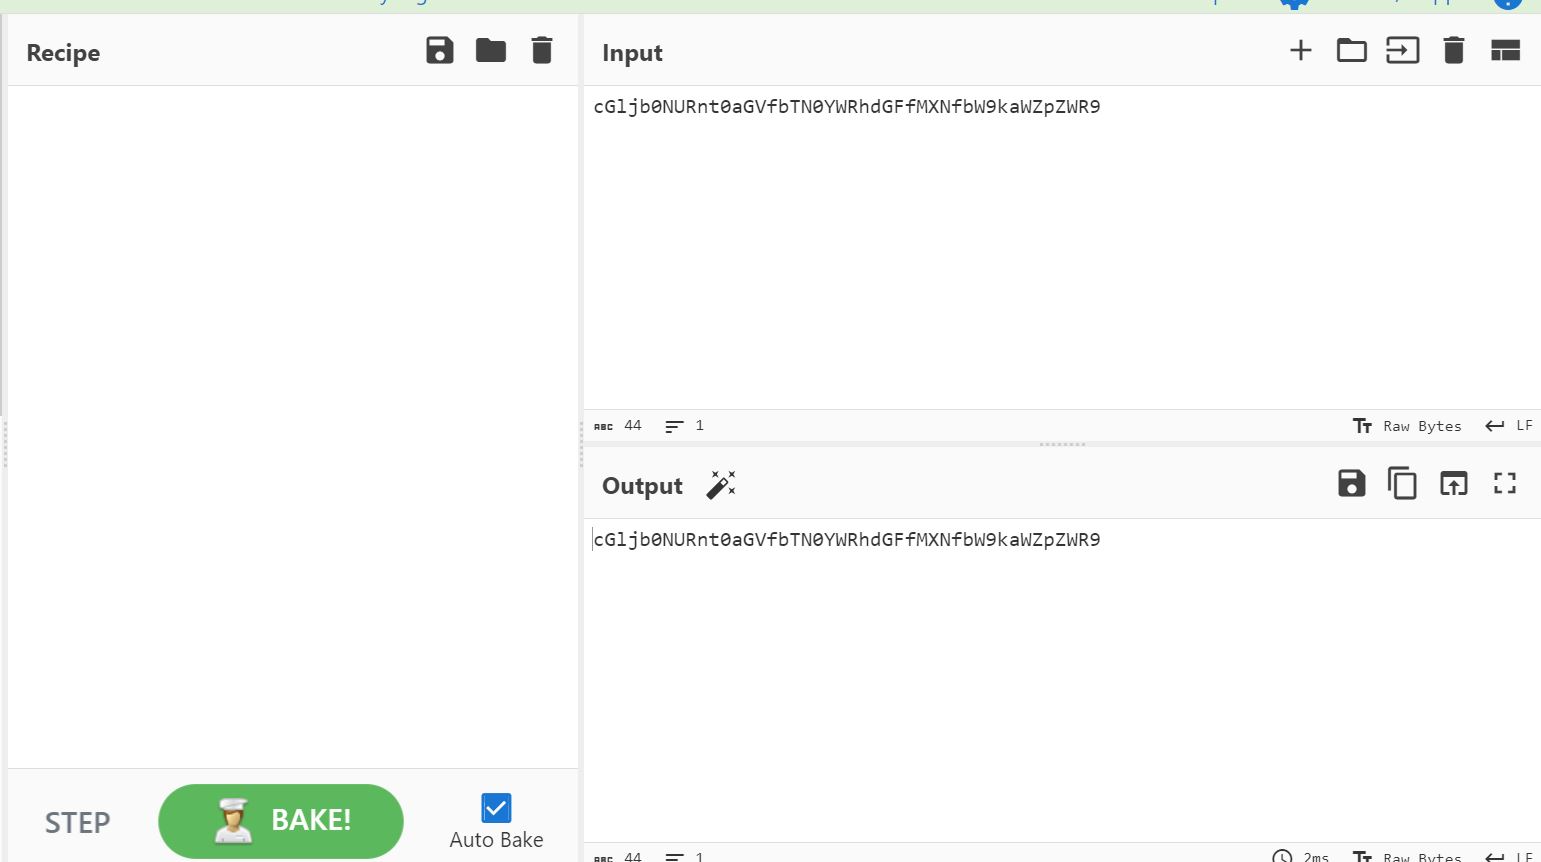 Recipe
Input
cGljb0NURnt0aGVfbTN0YWRhdGFfMXNfbW9kaWZpZWR9
ABC 44 1
Raw Bytes LF
Output
cGljb0NURnt0aGVfbTN0YWRhdGFfMXNfbW9kaWZpZWR9
STEP
BAKE!
Auto Bake
ABC 44 1
2ms Raw Bytes LF